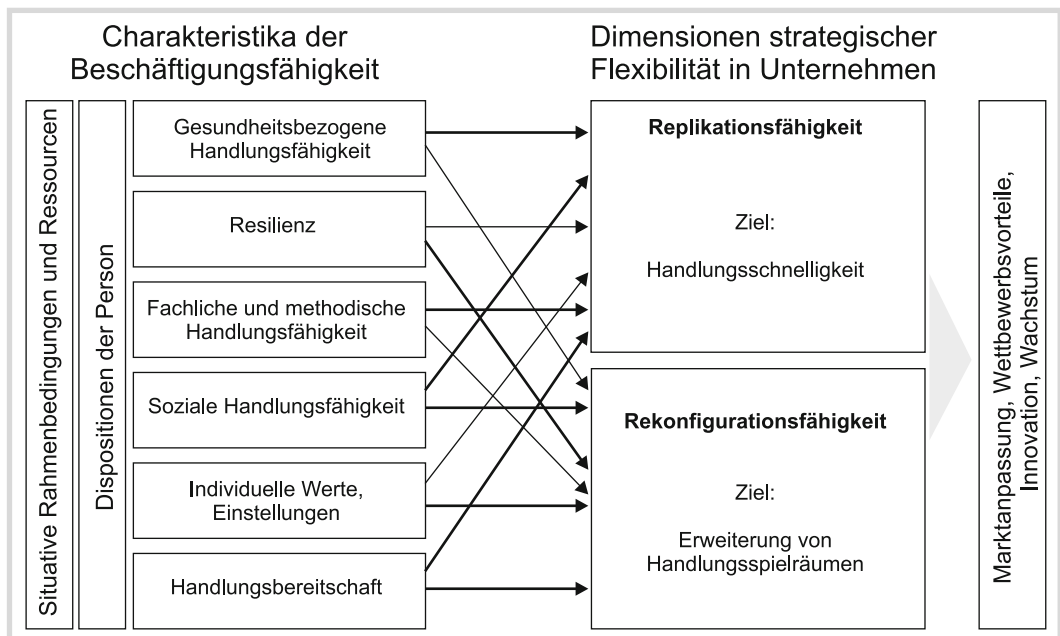 Charakteristika der
Beschäftigungsfähigkeit
Dimensionen strategischer
Flexibilität in Unternehmen
Situative Rahmenbedingungen und Ressourcen
Dispositionen der Person
Gesundheitsbezogene
Handlungsfähigkeit
Resilienz
Fachliche und methodische
Handlungsfähigkeit
Soziale Handlungsfähigkeit
Individuelle Werte,
Einstellungen
Handlungsbereitschaft
Replikationsfähigkeit
Ziel:
Handlungsschnelligkeit
Rekonfigurationsfähigkeit
Ziel:
Erweiterung von
Handlungsspielräumen
Marktanpassung, Wettbewerbsvorteile,
Innovation, Wachstum